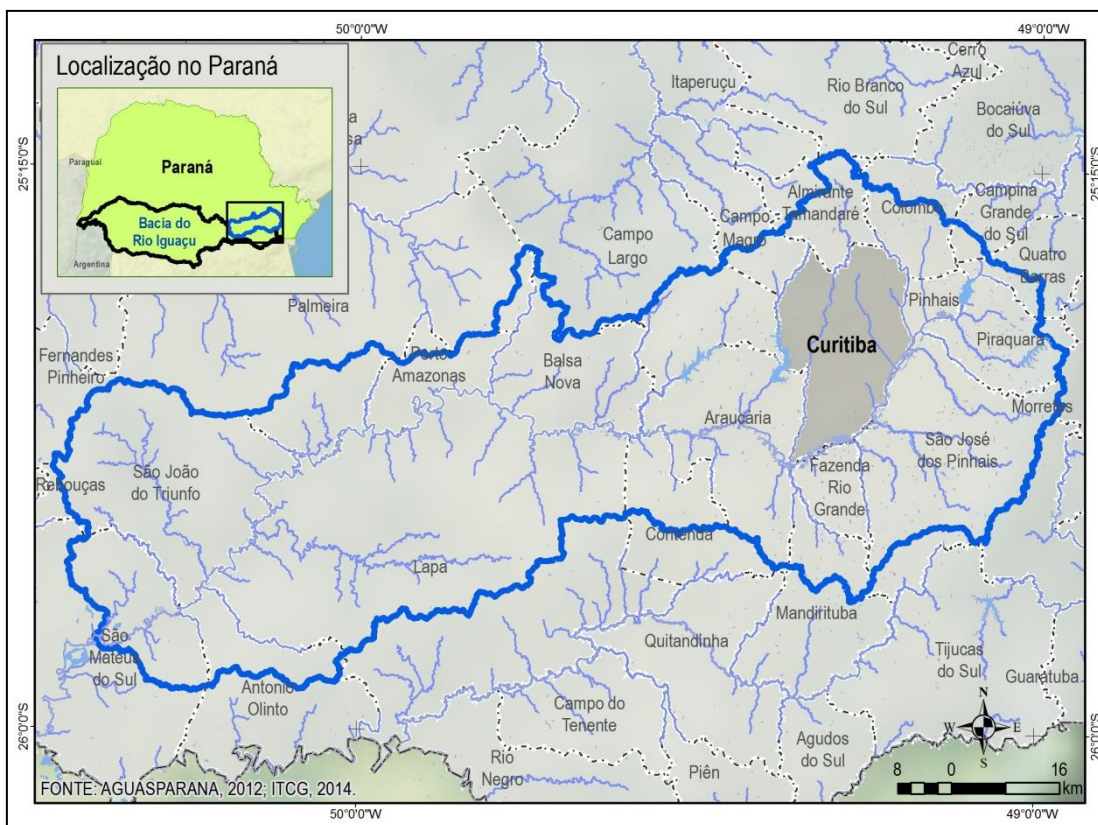 50°0'0"W
49°0'0"W
Localização no Paraná
Paraguai
Paraná
Bacia do
Rio Iguaçu
Argentina
25°15'0"S
25°15'0"S
Cerro
Azul
Itaperuçu
Rio Branco
do Sul
Bocaiúva
do Sul
Almirante
Tamandaré
Colombo
Campina
Grande
do Sul
Campo
Magro
Campo
Largo
Quatro
Barras
Palmeira
Pinhais
Piraquara
Curitiba
Fernandes
Pinheiro
Porto
Amazonas
Balsa
Nova
Morretes
Araucária
São José
dos Pinhais
Rebouças
São João
do Triunfo
Fazenda
Rio
Grande
Contenda
Lapa
Mandirituba
São
Mateus
do Sul
Quitandinha
Tijucas
do Sul
Guaratuba
Antonio
Olinto
Campo do
Tenente
Agudos
do Sul
Rio
Negro
Piên
26°0'0"S
26°0'0"S
N
W
E
S
8 0 16
km
FONTE: AGUASPARANA, 2012; ITCG, 2014.
50°0'0"W
49°0'0"W